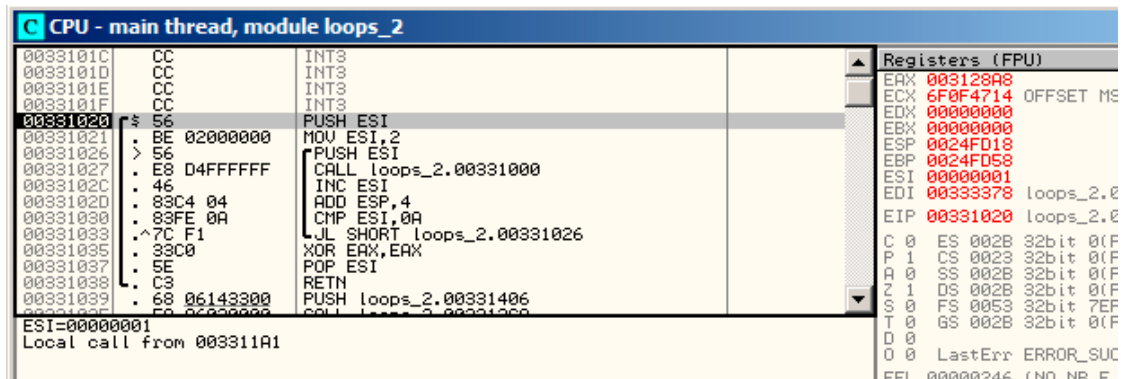 C CPU - main thread, module loops_2
0033101C CC INT3
0033101D CC INT3
0033101E CC INT3
0033101F CC INT3
00331020 $ 56 PUSH ESI
00331021 . BE 02000000 MOV ESI,2
00331026 > 56 PUSH ESI
00331027 . E8 D4FFFFFF CALL loops_2.00331000
0033102C . 46 INC ESI
0033102D . 83C4 04 ADD ESP,4
00331030 . 83FE 0A CMP ESI,0A
00331033 .^7C F1 JL SHORT loops_2.00331026
00331035 . 33C0 XOR EAX,EAX
00331037 . 5E POP ESI
00331038 . C3 RETN
00331039 . 68 06143300 PUSH loops_2.00331406
ESI=00000001
Local call from 003311A1
Registers (FPU)
EAX 003128A8
ECX 6F0F4714 OFFSET MS
EDX 00000000
EBX 00000000
ESP 0024FD18
EBP 0024FD58
ESI 00000001
EDI 00333378 loops_2.0
EIP 00331020 loops_2.0
C 0 ES 002B 32bit 0(F
P 1 CS 0023 32bit 0(F
A 0 SS 002B 32bit 0(F
Z 1 DS 002B 32bit 0(F
S 0 FS 0053 32bit 7EF
T 0 GS 002B 32bit 0(F
D 0
O 0 LastErr ERROR_SUC